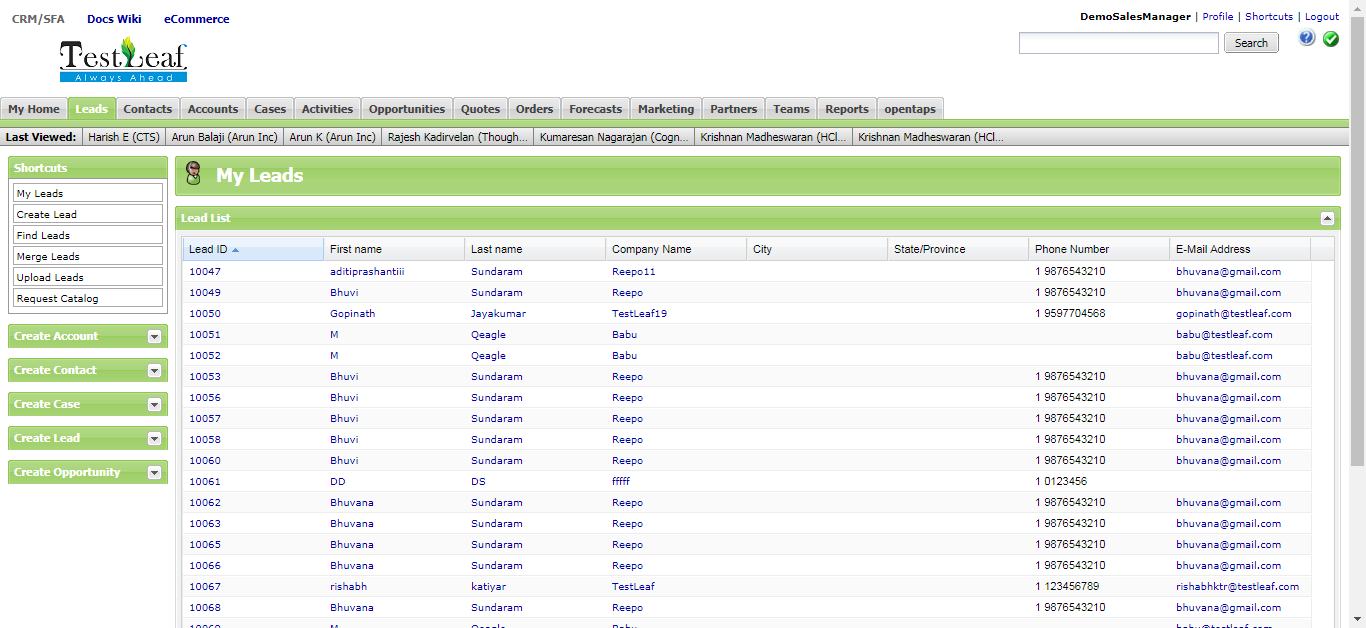 CRM/SFA Docs Wiki eCommerce
DemoSalesManager | Profile | Shortcuts | Logout
TestLeaf
Always Ahead
Search
My Home Leads Contacts Accounts Cases Activities Opportunities Quotes Orders Forecasts Marketing Partners Teams Reports opentaps
Last Viewed: Harish E (CTS) Arun Balaji (Arun Inc) Arun K (Arun Inc) Rajesh Kadirvelan (Though... Kumaresan Nagarajan (Cogn... Krishnan Madheswaran (HCl... Krishnan Madheswaran (HCl...
Shortcuts
My Leads
Create Lead
Find Leads
Merge Leads
Upload Leads
Request Catalog
Create Account
Create Contact
Create Case
Create Lead
Create Opportunity
My Leads
Lead List
Lead ID First name Last name Company Name City State/Province Phone Number E-Mail Address
10047 aditiprashantiii Sundaram Reepo11 1 9876543210 bhuvana@gmail.com
10049 Bhuvi Sundaram Reepo 1 9876543210 bhuvana@gmail.com
10050 Gopinath Jayakumar TestLeaf19 1 9597704568 gopinath@testleaf.com
10051 M Qeagle Babu babu@testleaf.com
10052 M Qeagle Babu babu@testleaf.com
10053 Bhuvi Sundaram Reepo 1 9876543210 bhuvana@gmail.com
10056 Bhuvi Sundaram Reepo 1 9876543210 bhuvana@gmail.com
10057 Bhuvi Sundaram Reepo 1 9876543210 bhuvana@gmail.com
10058 Bhuvi Sundaram Reepo 1 9876543210 bhuvana@gmail.com
10060 Bhuvi Sundaram Reepo 1 9876543210 bhuvana@gmail.com
10061 DD DS fffff 1 0123456
10062 Bhuvana Sundaram Reepo 1 9876543210 bhuvana@gmail.com
10063 Bhuvana Sundaram Reepo 1 9876543210 bhuvana@gmail.com
10065 Bhuvana Sundaram Reepo 1 9876543210 bhuvana@gmail.com
10066 Bhuvana Sundaram Reepo 1 9876543210 bhuvana@gmail.com
10067 rishabh katiyar TestLeaf 1 123456789 rishabhktr@testleaf.com
10068 Bhuvana Sundaram Reepo 1 9876543210 bhuvana@gmail.com